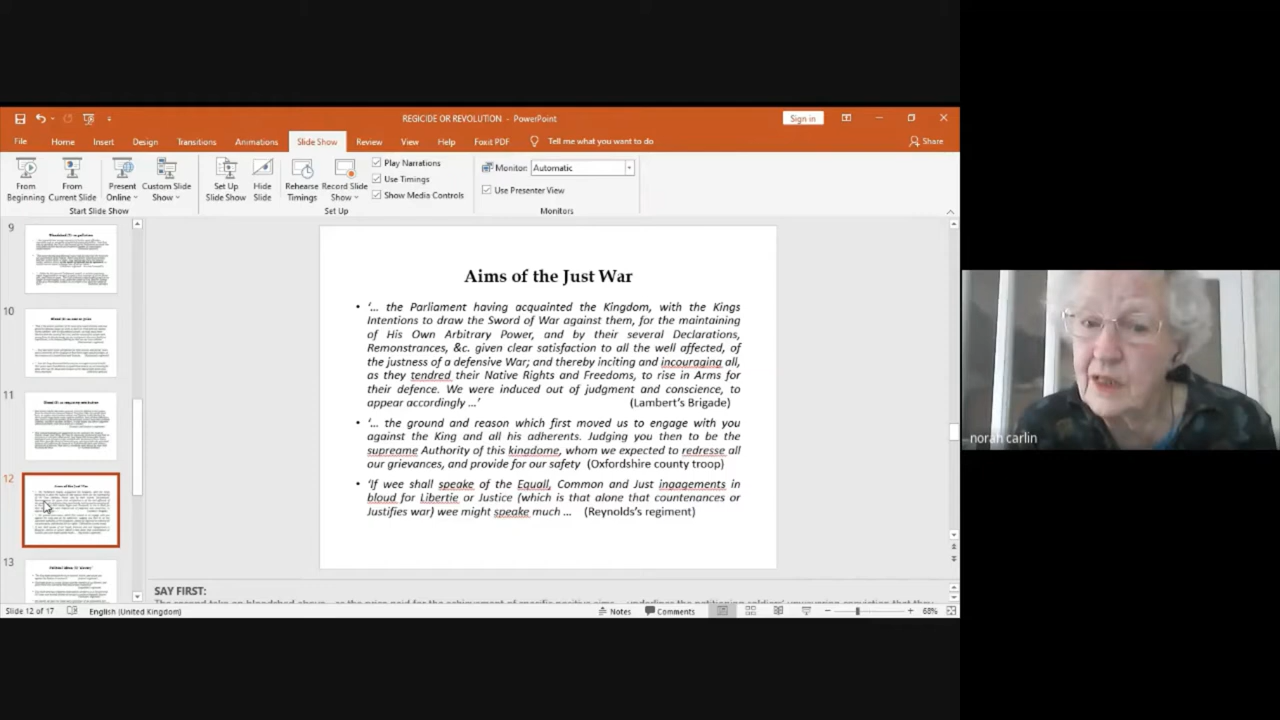 REGICIDE OR REVOLUTION - PowerPoint
Sign in
File
Home
Insert
Design
Transitions
Animations
Slide Show
Review
View
Help
Foxit PDF
Tell me what you want to do
Share
From
Beginning
From
Current Slide
Present
Online
Custom Slide
Show
Start Slide Show
Set Up
Slide Show
Hide
Slide
Rehearse
Timings
Record Slide
Show
Play Narrations
Use Timings
Show Media Controls
Set Up
Monitor:
Automatic
Use Presenter View
Monitors
9
10
11
12
Aims of the Just War
13
Aims of the Just War
• ‘... the Parliament having acquainted the Kingdom, with the Kings
Intentions to draw the Sword of War against them, for the maintaining
of His Own Arbitrary Power, and by their several Declarations,
Remonstrances, &c. given clear satisfaction to all the well affected, of
the justness of a defensive War; and thereby inciting and incouraging all,
as they tendred their Native Rights and Freedoms, to rise in Arms for
their defence. We were induced out of judgment and conscience, to
appear accordingly ...’ (Lambert’s Brigade)
• ‘... the ground and reason which first moved us to engage with you
against the King and all his adherents. Judging you then to be the
supreame Authority of this kingdome, whom we expected to redresse all
our grievances, and provide for our safety (Oxfordshire county troop)
• ‘If wee shall speake of the Equall, Common and Just ingagements in
bloud for Libertie or purity (which is that alone that countenances or
Justifies war) wee might speake much ... (Reynolds’s regiment)
SAY FIRST:
Slide 12 of 17
English (United Kingdom)
Notes
Comments
68%
norah carlin